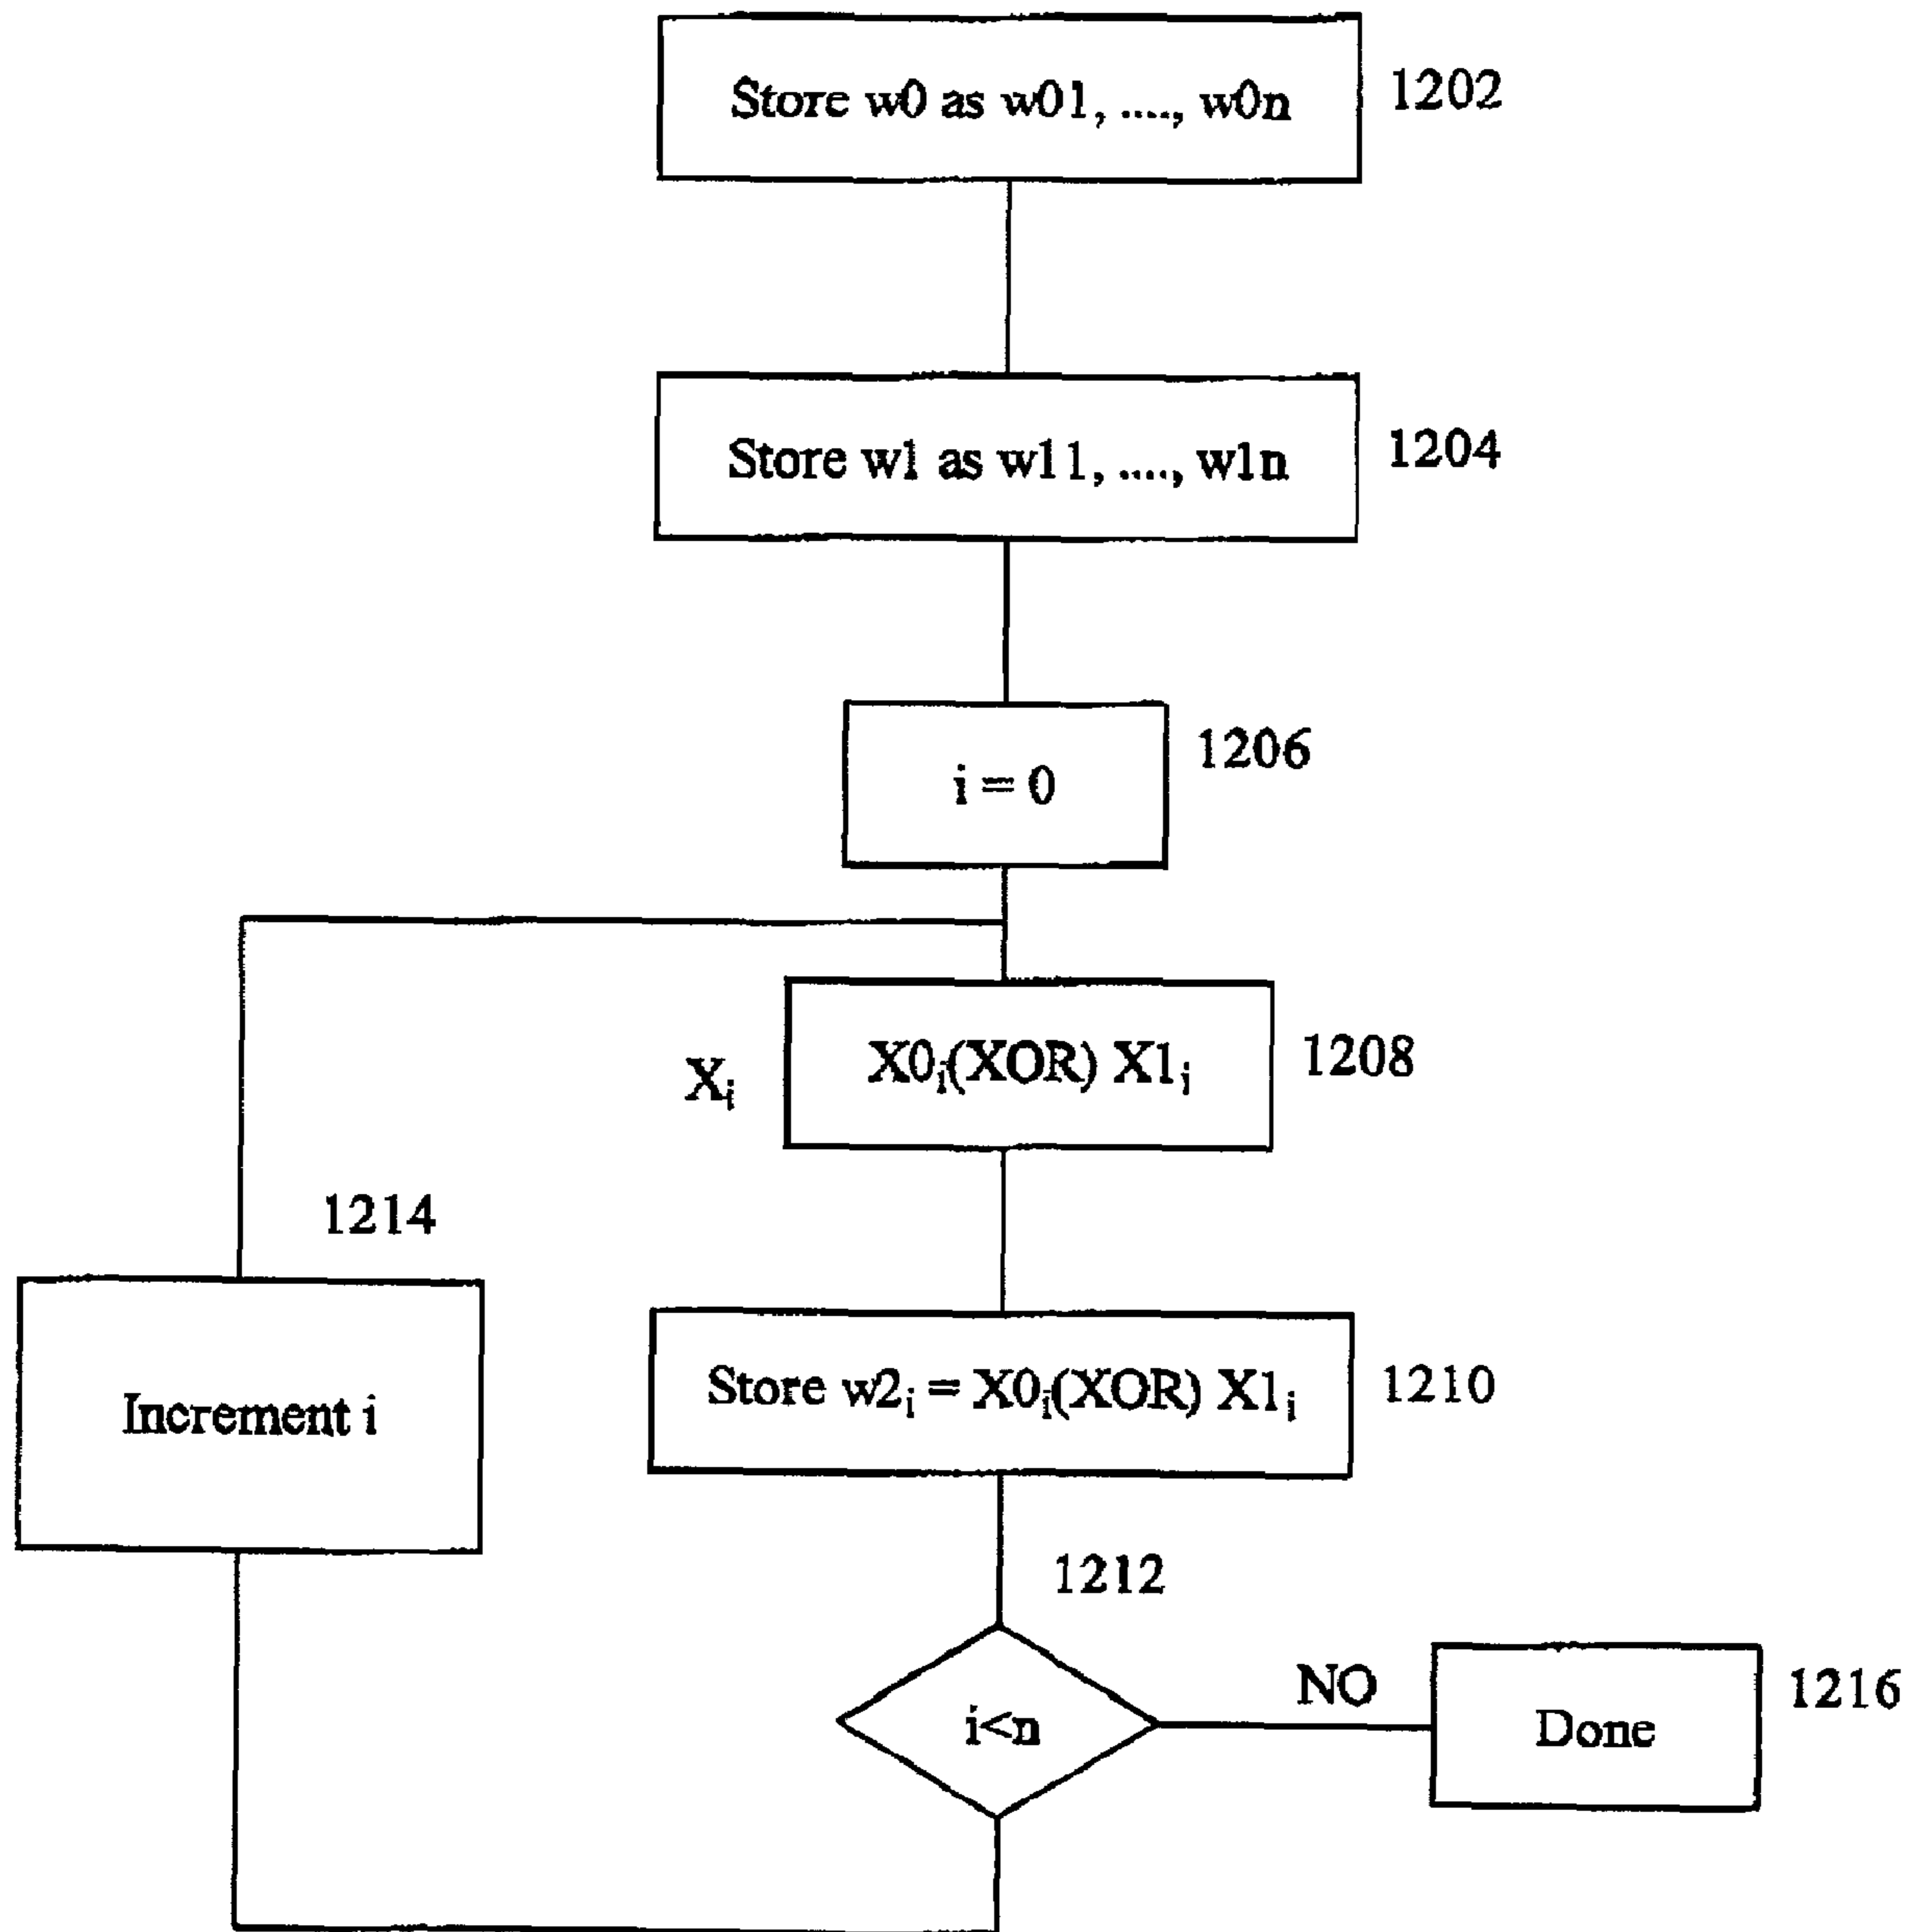 Store w0 as w01, ...., w0n
1202
Store w1 as w11, ...., w1n
1204
1206
i = 0
X0i(XOR) X1i
1208
Xi
1214
Increment i
Store w2i = X0i(XOR) X1i
1210
1212
i<n
NO
Done
1216